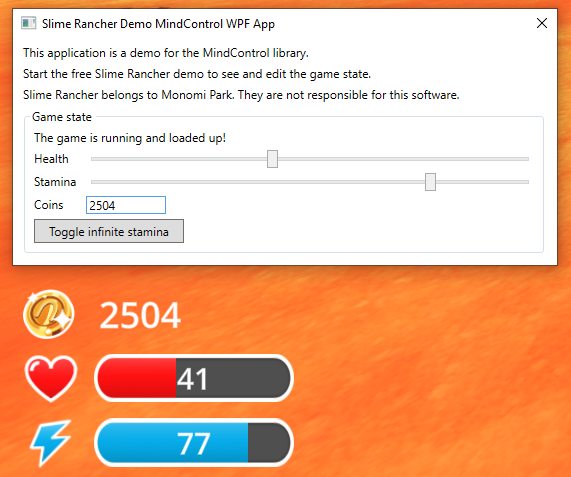 Slime Rancher Demo MindControl WPF App
This application is a demo for the MindControl library.
Start the free Slime Rancher demo to see and edit the game state.
Slime Rancher belongs to Monomi Park. They are not responsible for this software.
Game state
The game is running and loaded up!
Health
Stamina
Coins 2504
Toggle infinite stamina
2504
41
77